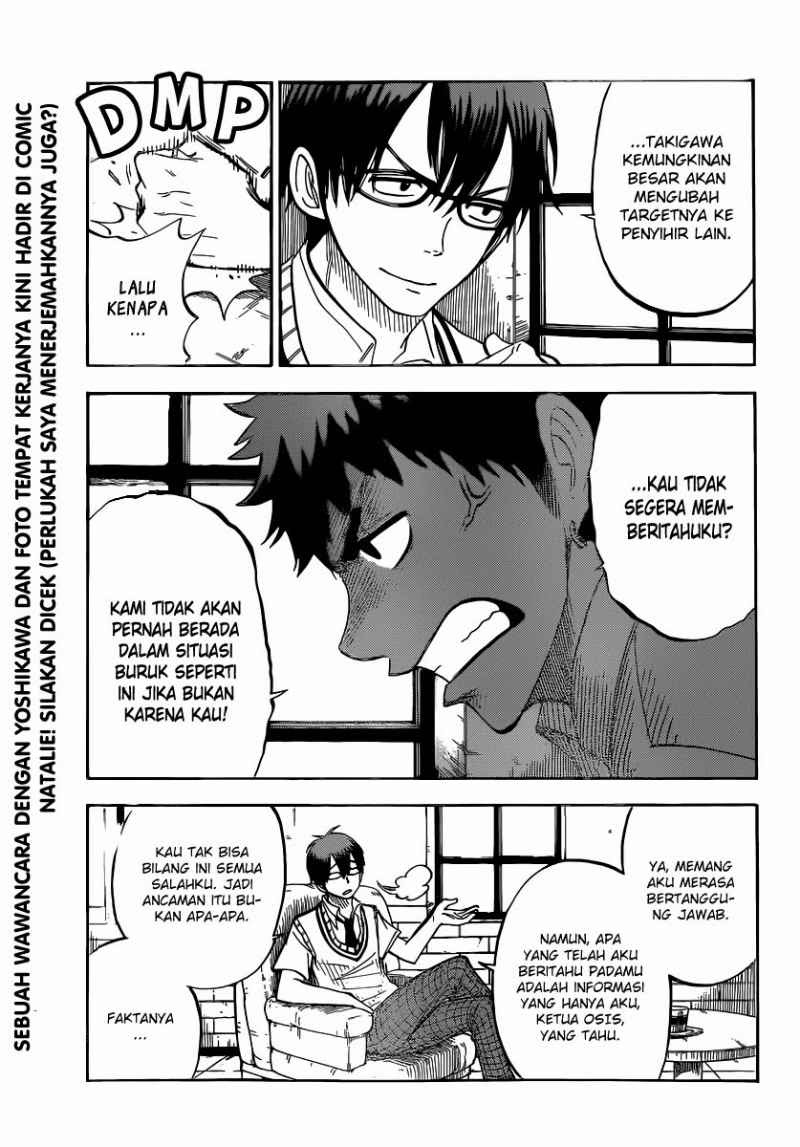 SEBUAH WAWANCARA DENGAN YOSHIKAWA DAN FOTO TEMPAT KERJANYA KINI HADIR DI COMIC
NATALIE! SILAKAN DICEK (PERLUKAH SAYA MENERJEMAHKANNYA JUGA?)
...TAKIGAWA
KEMUNGKINAN
BESAR AKAN
MENGUBAH
TARGETNYA KE
PENYIHIR LAIN.
DMP
LALU
KENAPA
...
...KAU TIDAK
SEGERA MEM-
BERITAHUKU?
KAMI TIDAK AKAN
PERNAH BERADA
DALAM SITUASI
BURUK SEPERTI
INI JIKA BUKAN
KARENA KAU!
YA, MEMANG
AKU MERASA
BERTANGGU-
NG JAWAB.
NAMUN, APA
YANG TELAH AKU
BERITAHU PADAMU
ADALAH INFORMASI
YANG HANYA AKU,
KETUA OSIS,
YANG TAHU.
KAU TAK BISA
BILANG INI SEMUA
SALAHKU. JADI
ANCAMAN ITU BU-
KAN APA-APA.
FAKTANYA
...